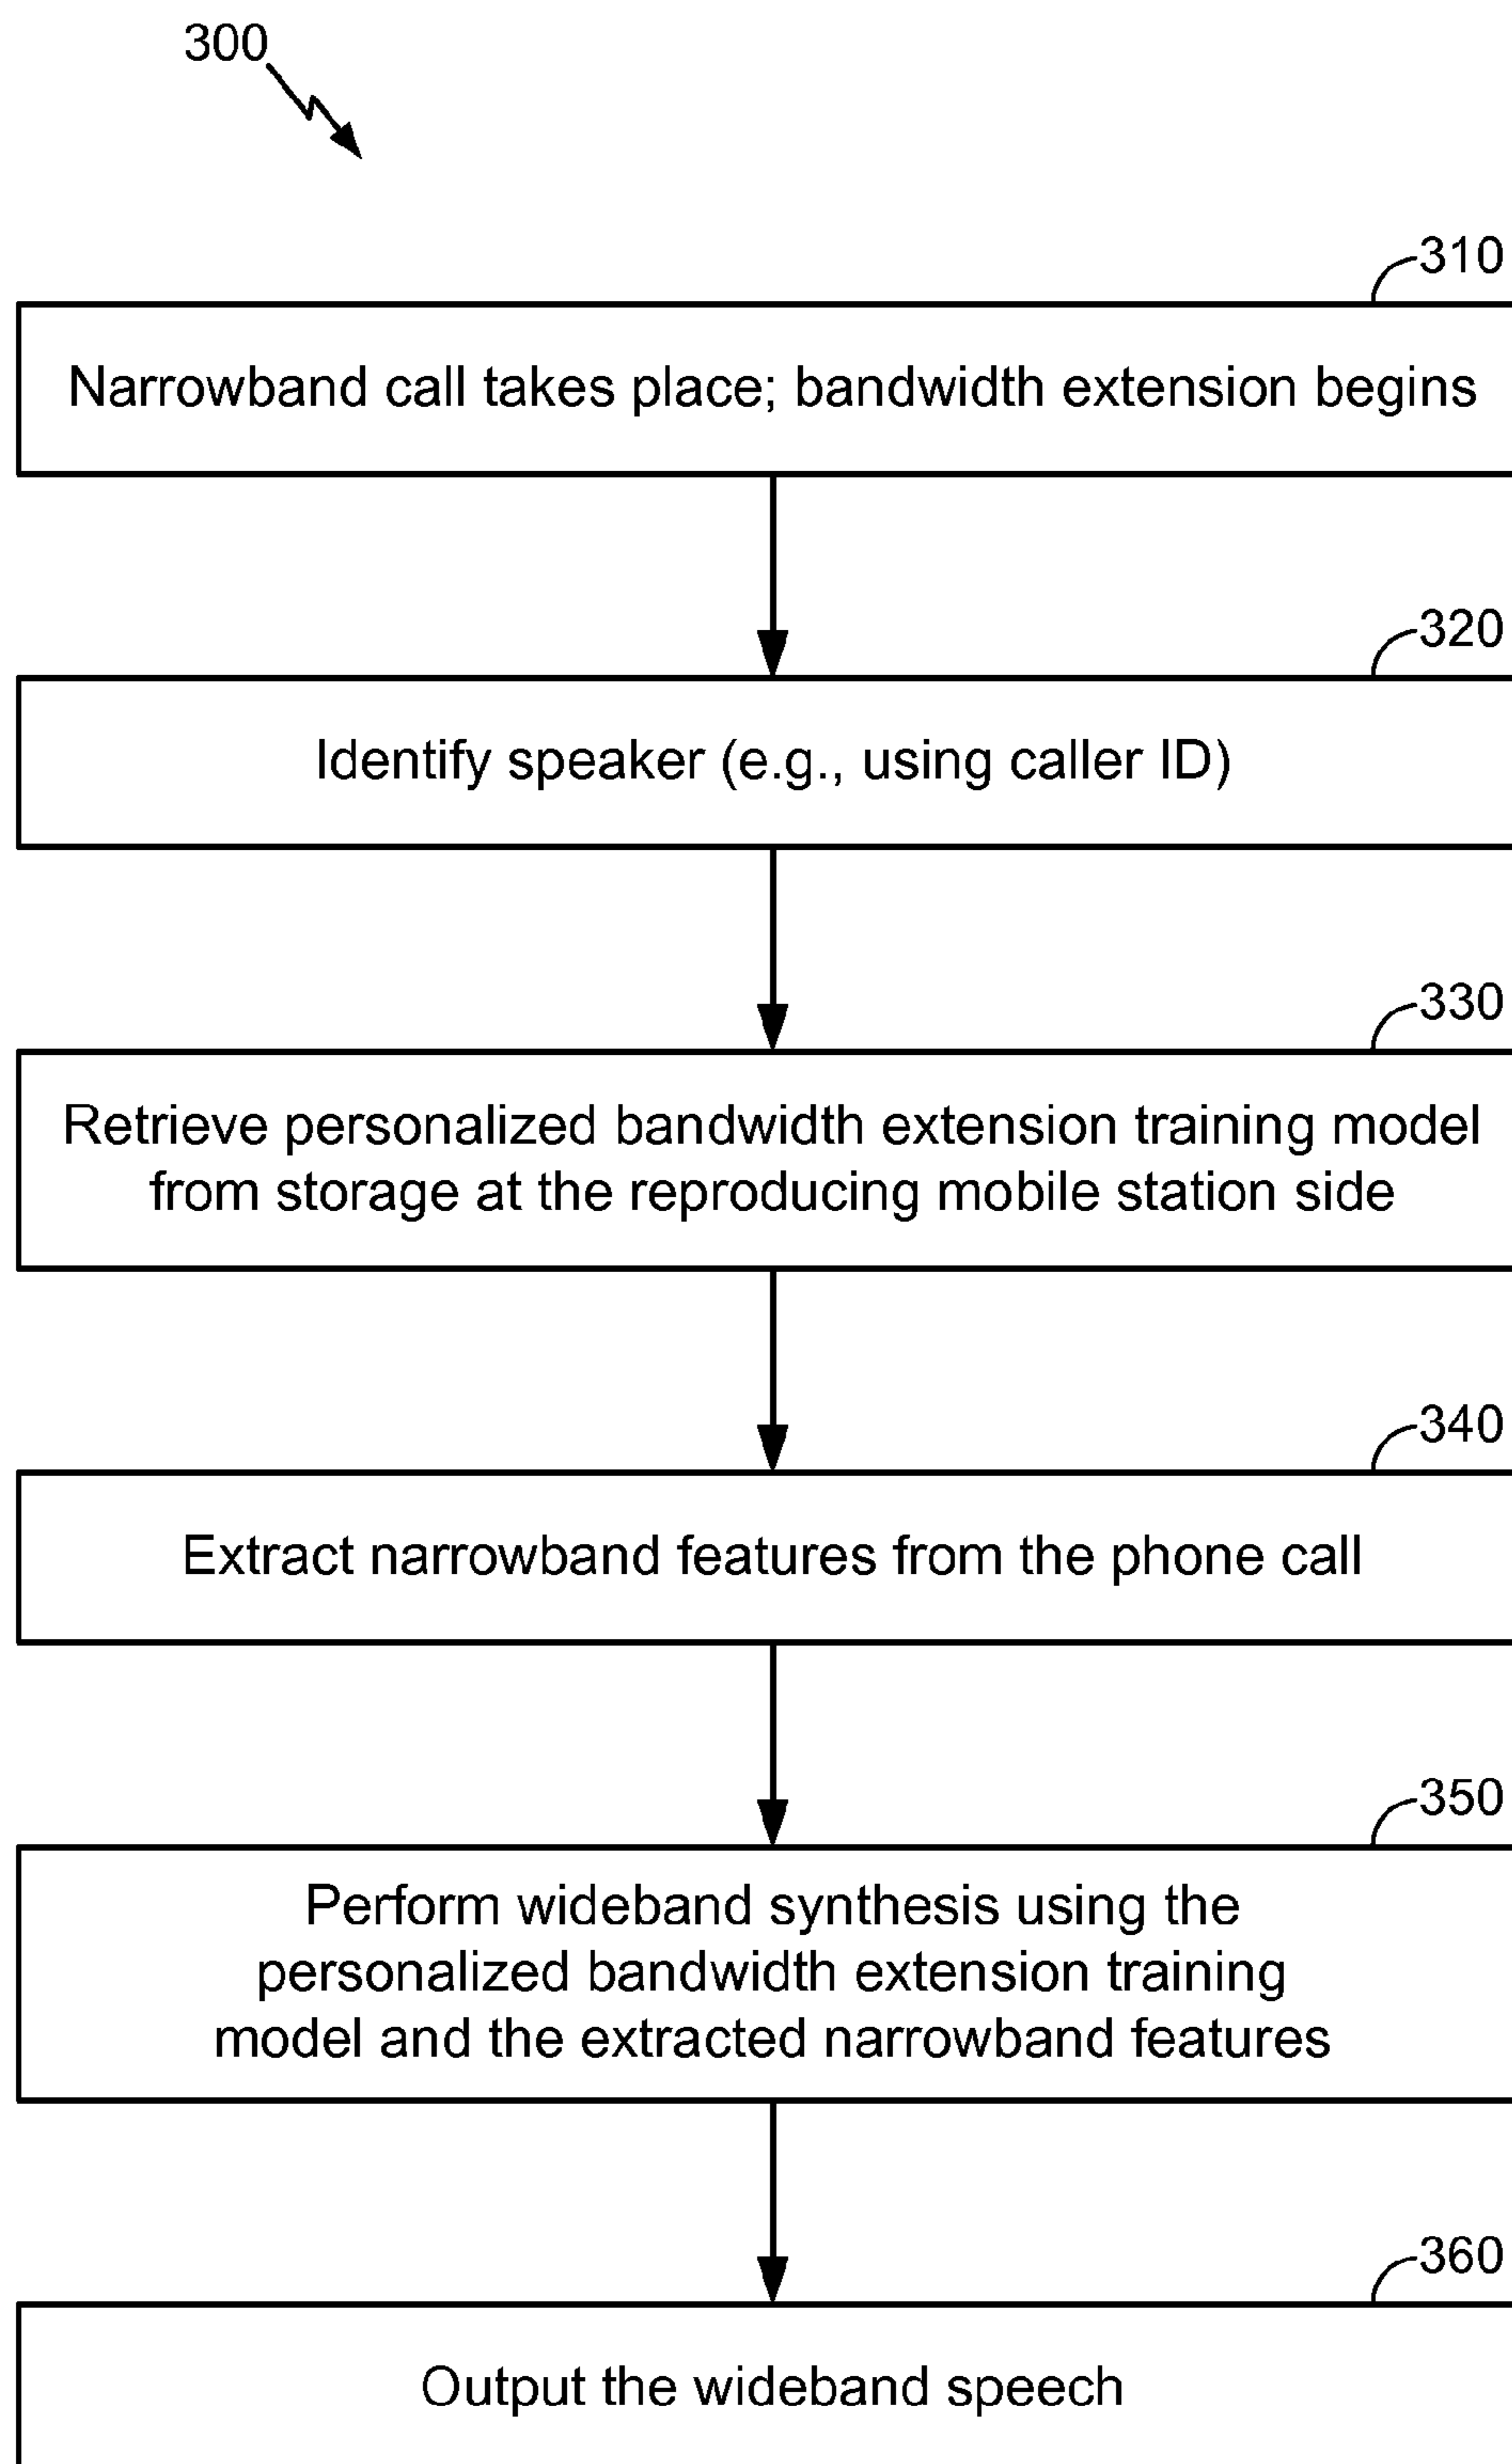 300
310
Narrowband call takes place; bandwidth extension begins
320
Identify speaker (e.g., using caller ID)
330
Retrieve personalized bandwidth extension training model
from storage at the reproducing mobile station side
340
Extract narrowband features from the phone call
350
Perform wideband synthesis using the
personalized bandwidth extension training
model and the extracted narrowband features
360
Output the wideband speech